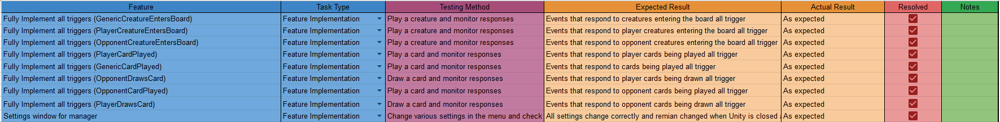 Feature Task Type Testing Method Expected Result Actual Result Resolved Notes
Fully Implement all triggers (GenericCreatureEntersBoard) Feature Implementation Play a creature and monitor responses Events that respond to creatures entering the board all trigger As expected
Fully Implement all triggers (PlayerCreatureEntersBoard) Feature Implementation Play a creature and monitor responses Events that respond to player creatures entering the board all trigger As expected
Fully Implement all triggers (OpponentCreatureEntersBoard) Feature Implementation Play a creature and monitor responses Events that respond to opponent creatures entering the board all trigger As expected
Fully Implement all triggers (PlayerCardPlayed) Feature Implementation Play a card and monitor responses Events that respond to player cards being played all trigger As expected
Fully Implement all triggers (GenericCardPlayed) Feature Implementation Play a card and monitor responses Events that respond to cards being played all trigger As expected
Fully Implement all triggers (OpponentDrawsCard) Feature Implementation Draw a card and monitor responses Events that respond to player cards being drawn all trigger As expected
Fully Implement all triggers (OpponentCardPlayed) Feature Implementation Play a card and monitor responses Events that respond to opponent cards being played all trigger As expected
Fully Implement all triggers (PlayerDrawsCard) Feature Implementation Draw a card and monitor responses Events that respond to opponent cards being drawn all trigger As expected
Settings window for manager Feature Implementation Change various settings in the menu and check All settings change correctly and remian changed when Unity is closed As expected